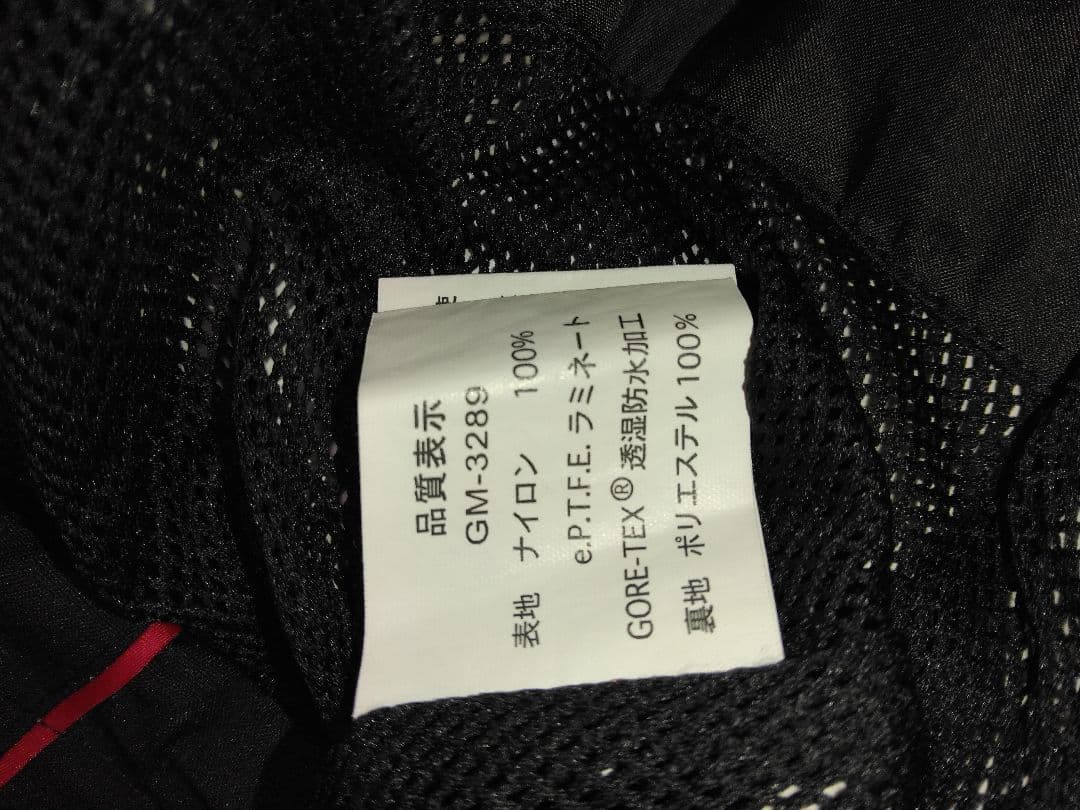 品質表示
GM-3289
表地 ナイロン 100%
e.P.T.F.E. ラミネート
GORE-TEX® 透湿防水加工
裏地 ポリエステル 100%